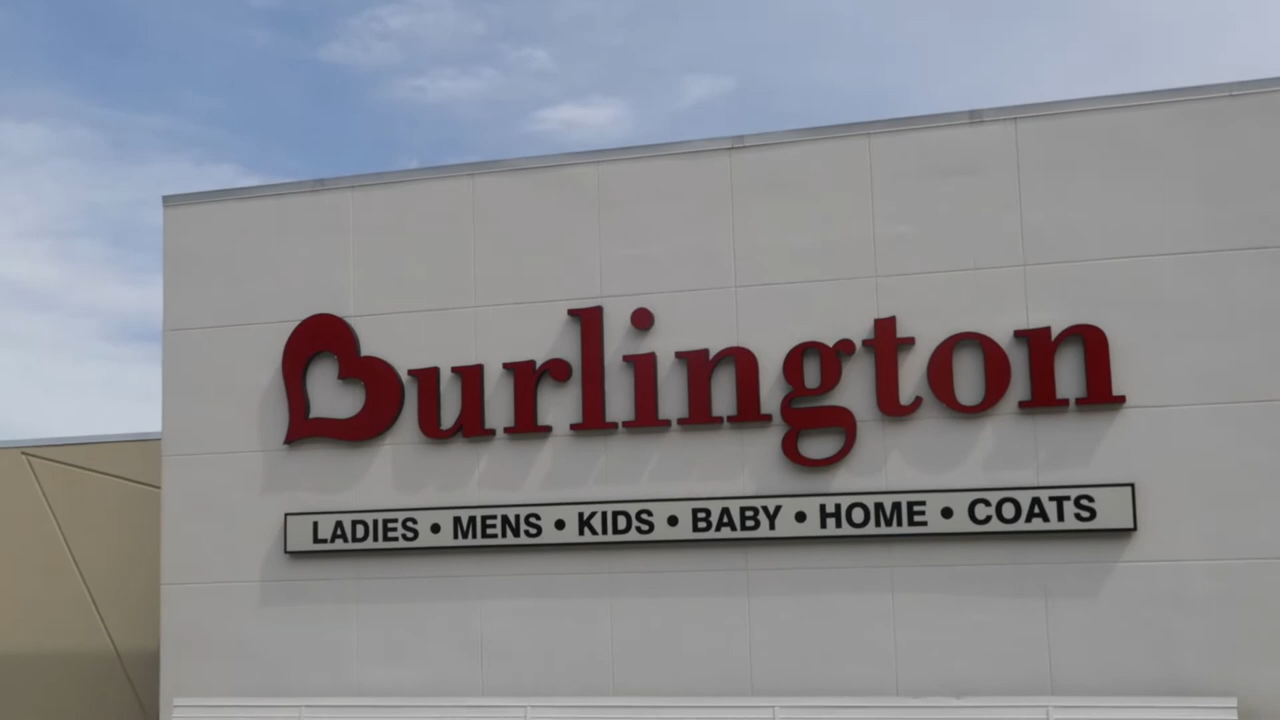 Burlington
LADIES • MENS • KIDS • BABY • HOME • COATS